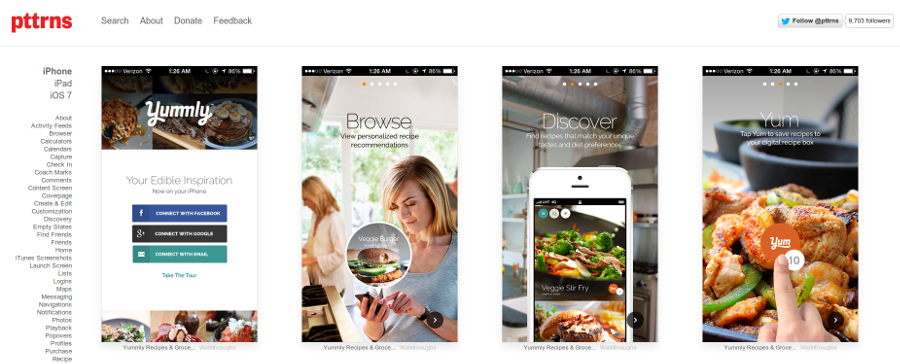 pttrns
Search About Donate Feedback
Follow @pttrns 9,703 followers
iPhone
iPad
iOS 7
About
Activity Feeds
Browser
Calculators
Calendars
Capture
Check In
Coach Marks
Comments
Content Screen
Coverpage
Create & Edit
Customization
Discovery
Empty States
Find Friends
Friends
Home
iTunes Screenshots
Launch Screen
Lists
Logins
Maps
Messaging
Navigations
Notifications
Photos
Playback
Popovers
Profiles
Purchase
Recipe
Verizon 1:26 AM 86%
Yummly
Your Edible Inspiration
Now on your iPhone
CONNECT WITH FACEBOOK
CONNECT WITH GOOGLE
CONNECT WITH EMAIL
Take The Tour
Yummly Recipes & Groce... Walkthroughs
Verizon 1:26 AM 86%
Browse
View personalized recipe
recommendations
Veggie Burger
Yummly Recipes & Groce... Walkthroughs
Verizon 1:26 AM 86%
Discover
Find recipes that match your unique
tastes and diet preferences
Veggie Stir Fry
Yummly Recipes & Groce... Walkthroughs
Verizon 1:26 AM 86%
Yum
Tap Yum to save recipes to
your digital recipe box
Yum
10
Yummly Recipes & Groce... Walkthroughs